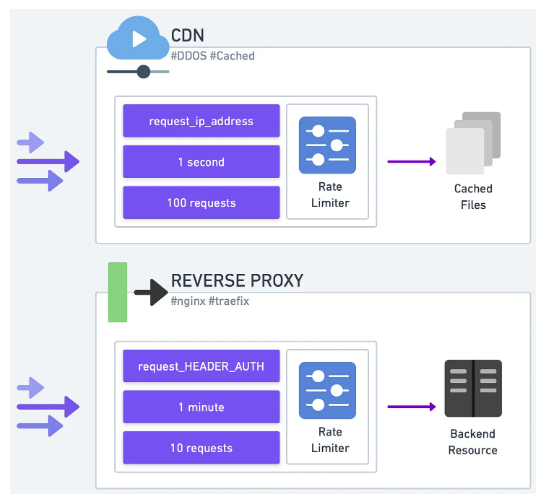 CDN
#DDOS #Cached
request_ip_address
1 second
100 requests
Rate
Limiter
Cached
Files
REVERSE PROXY
#nginx #traefix
request_HEADER_AUTH
1 minute
10 requests
Rate
Limiter
Backend
Resource